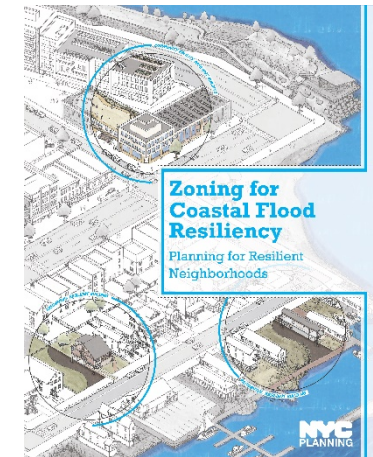 Zoning for
Coastal Flood
Resiliency
Planning for Resilient
Neighborhoods
NYC
PLANNING